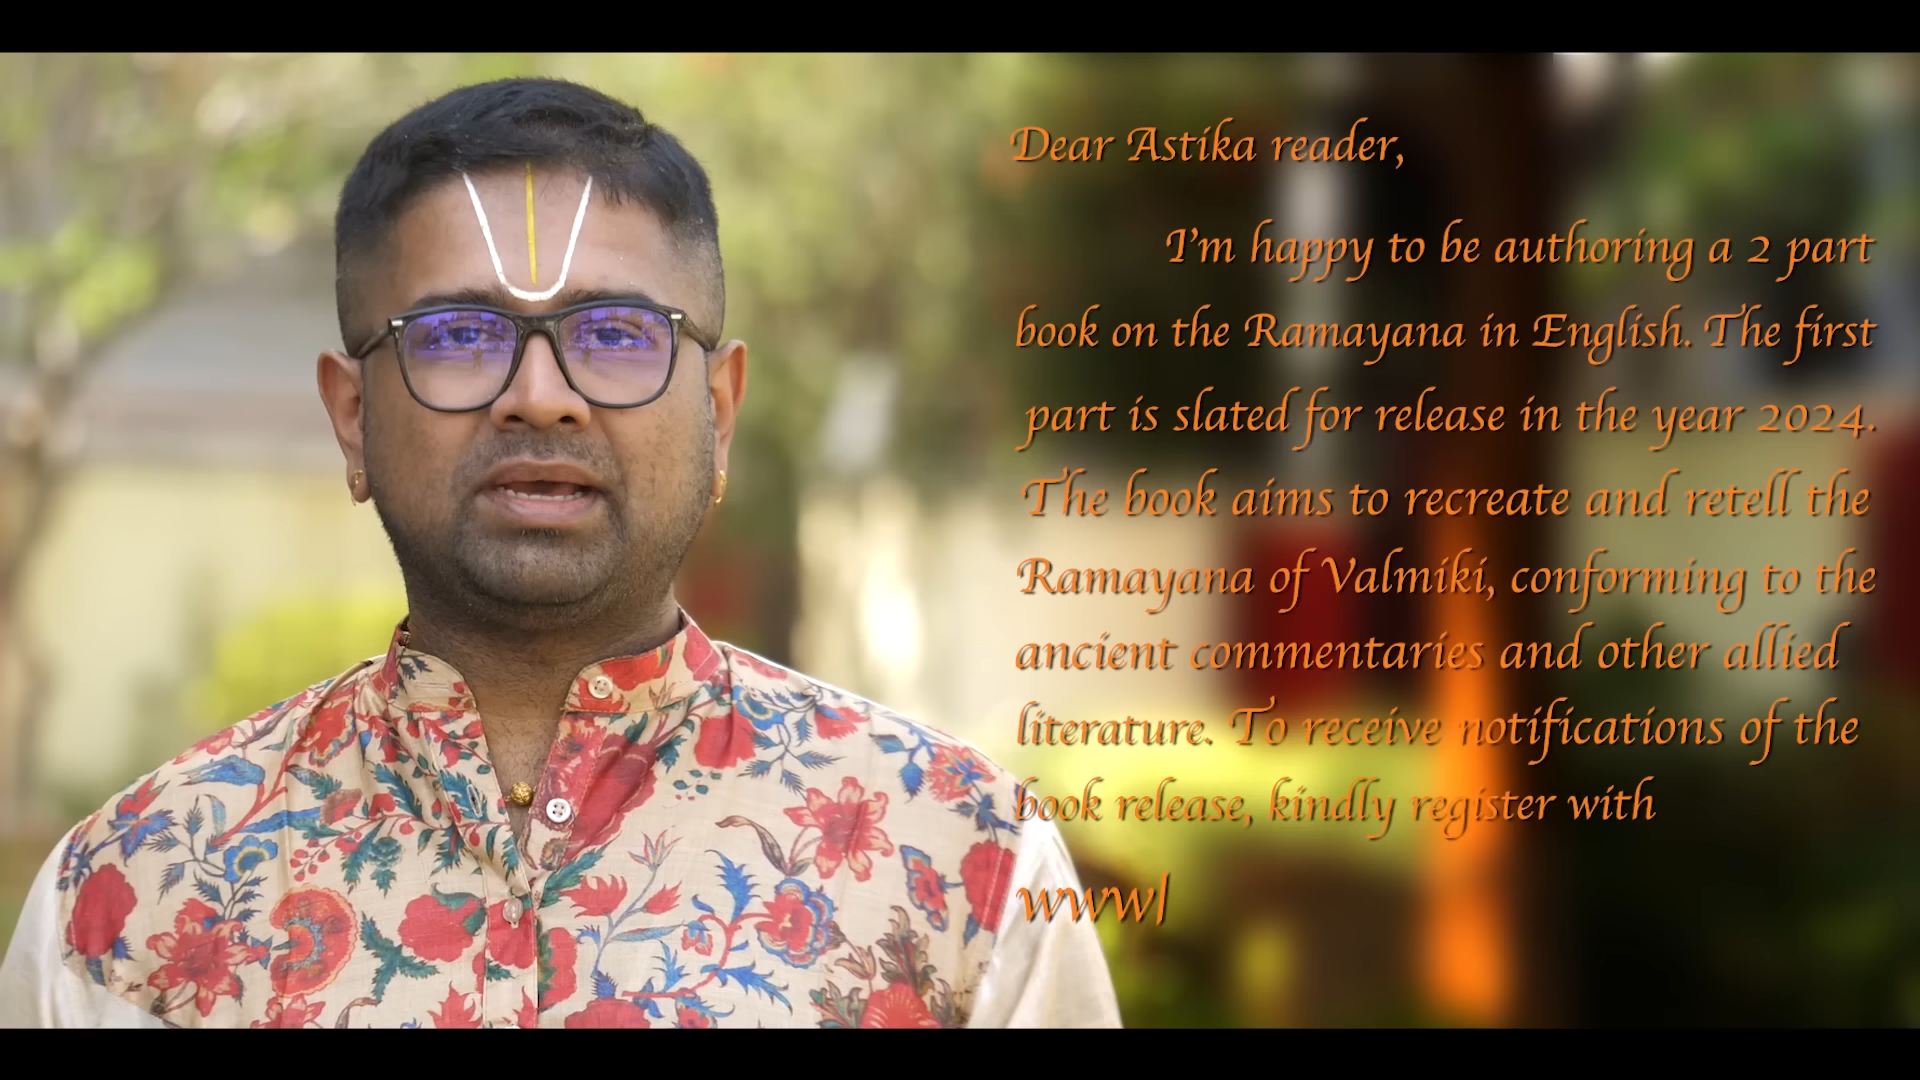 Dear Astika reader,
I'm happy to be authoring a 2 part
book on the Ramayana in English. The first
part is slated for release in the year 2024.
The book aims to recreate and retell the
Ramayana of Valmiki, conforming to the
ancient commentaries and other allied
literature. To receive notifications of the
book release, kindly register with
www|